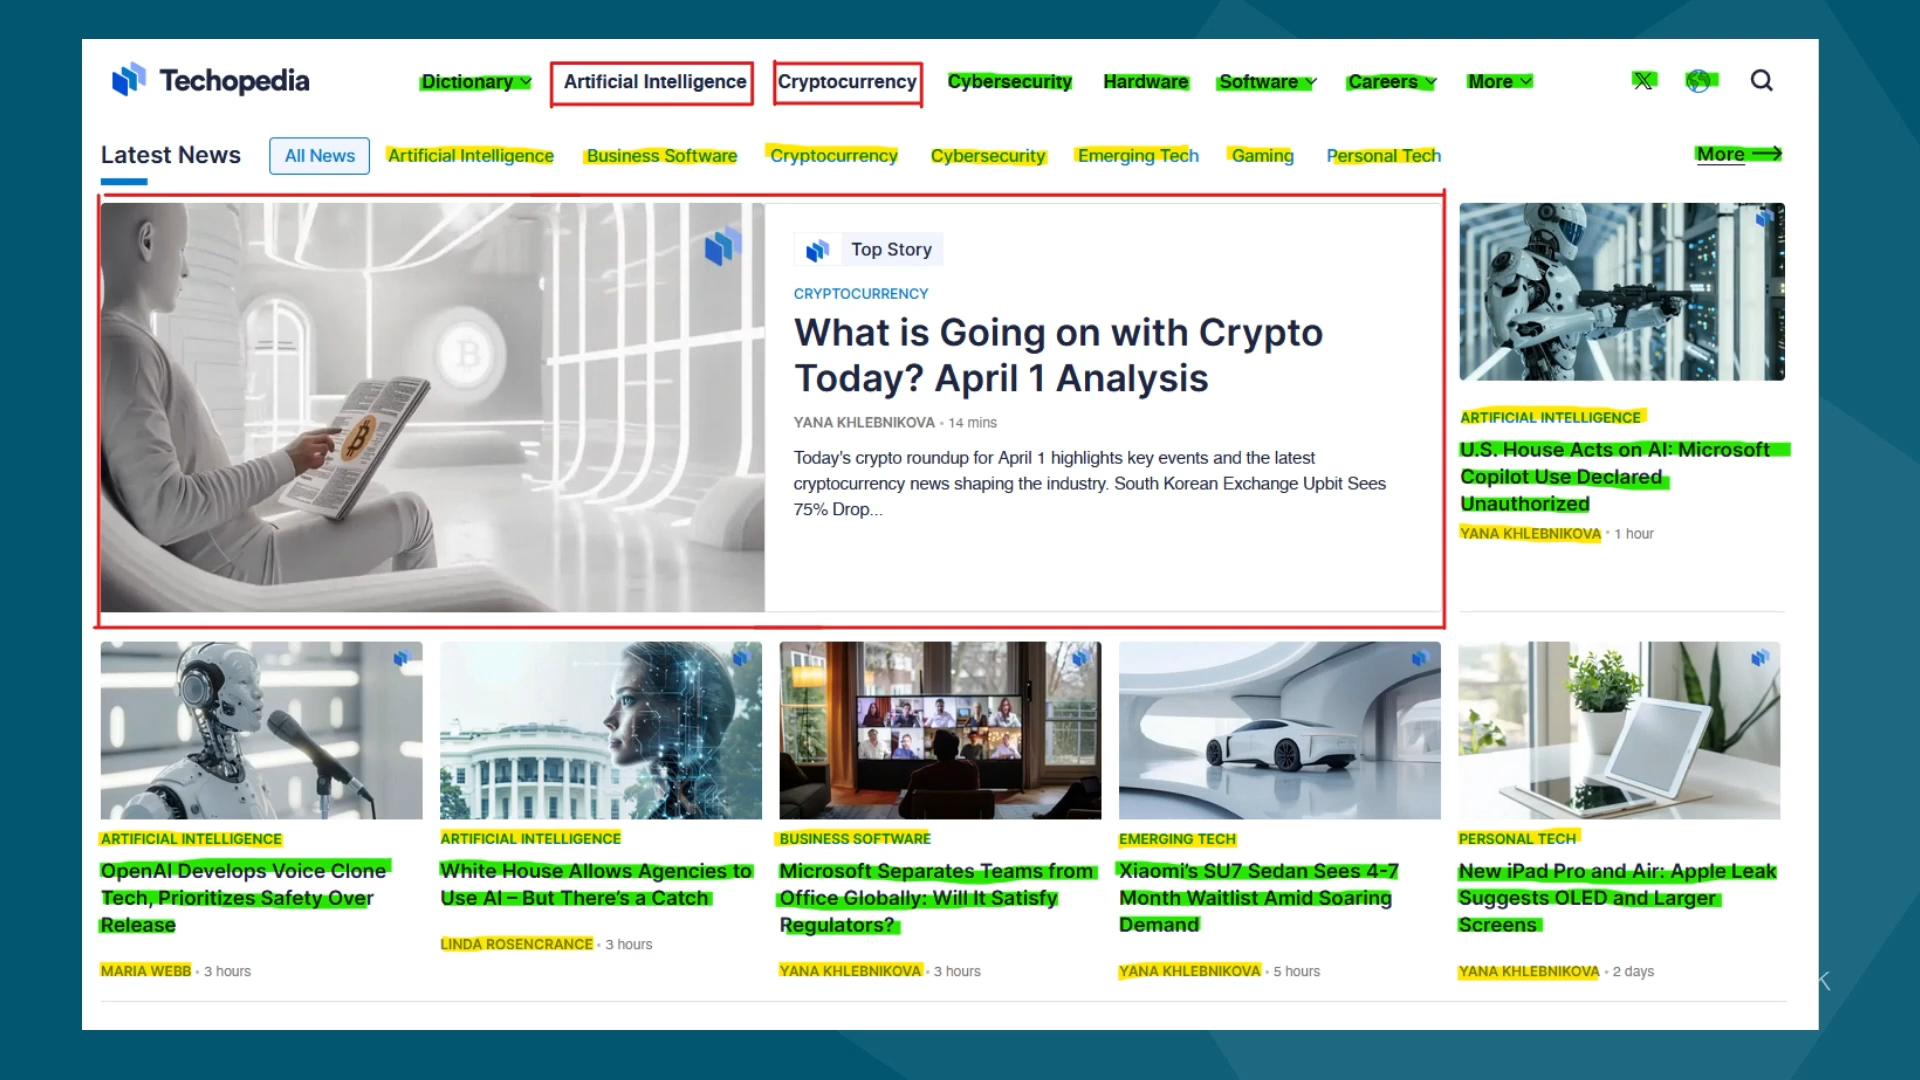 Techopedia
Dictionary
Artificial Intelligence
Cryptocurrency
Cybersecurity
Hardware
Software
Careers
More
Latest News
All News
Artificial Intelligence
Business Software
Cryptocurrency
Cybersecurity
Emerging Tech
Gaming
Personal Tech
More →
Top Story
CRYPTOCURRENCY
What is Going on with Crypto
Today? April 1 Analysis
YANA KHLEBNIKOVA • 14 mins
Today's crypto roundup for April 1 highlights key events and the latest
cryptocurrency news shaping the industry. South Korean Exchange Upbit Sees
75% Drop...
ARTIFICIAL INTELLIGENCE
U.S. House Acts on AI: Microsoft
Copilot Use Declared
Unauthorized
YANA KHLEBNIKOVA • 1 hour
ARTIFICIAL INTELLIGENCE
OpenAI Develops Voice Clone
Tech, Prioritizes Safety Over
Release
MARIA WEBB • 3 hours
ARTIFICIAL INTELLIGENCE
White House Allows Agencies to
Use AI – But There's a Catch
LINDA ROSENCRANCE • 3 hours
BUSINESS SOFTWARE
Microsoft Separates Teams from
Office Globally: Will It Satisfy
Regulators?
YANA KHLEBNIKOVA • 3 hours
EMERGING TECH
Xiaomi's SU7 Sedan Sees 4-7
Month Waitlist Amid Soaring
Demand
YANA KHLEBNIKOVA • 5 hours
PERSONAL TECH
New iPad Pro and Air: Apple Leak
Suggests OLED and Larger
Screens
YANA KHLEBNIKOVA • 2 days
K